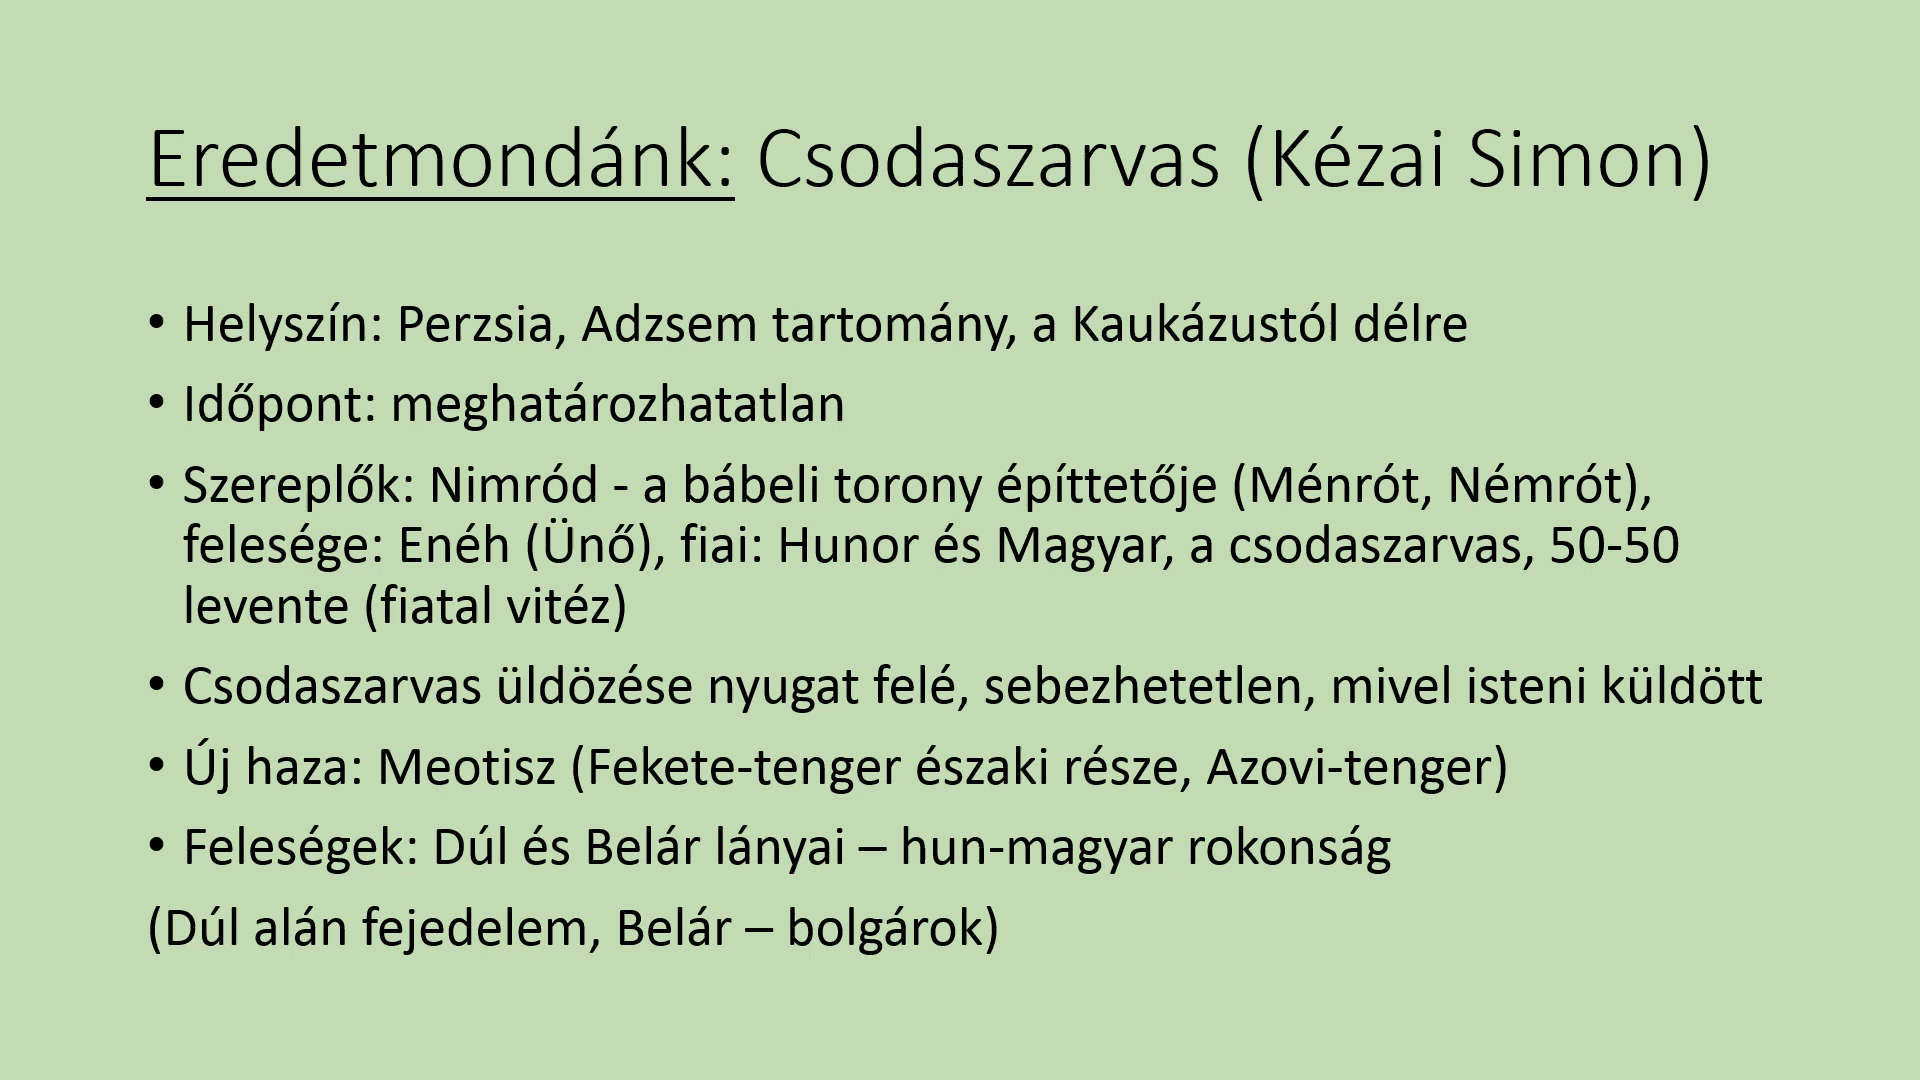 Eredetmondánk: Csodaszarvas (Kézai Simon)
• Helyszín: Perzsia, Adzsem tartomány, a Kaukázustól délre
• Időpont: meghatározhatatlan
• Szereplők: Nimród - a bábeli torony építtetője (Ménrót, Némrót),
felesége: Enéh (Ünő), fiai: Hunor és Magyar, a csodaszarvas, 50-50
levente (fiatal vitéz)
• Csodaszarvas üldözése nyugat felé, sebezhetetlen, mivel isteni küldött
• Új haza: Meotisz (Fekete-tenger északi része, Azovi-tenger)
• Feleségek: Dúl és Belár lányai – hun-magyar rokonság
(Dúl alán fejedelem, Belár – bolgárok)